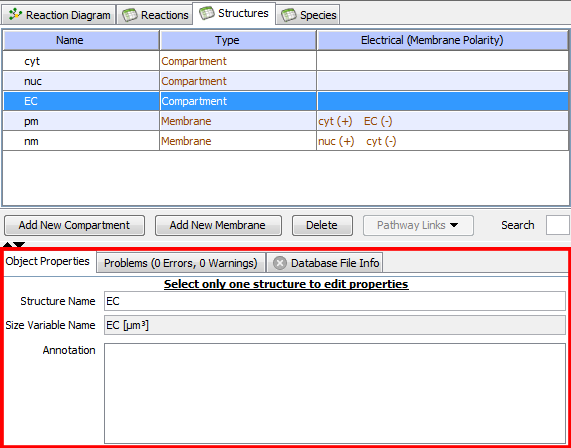 Reaction Diagram Reactions Structures Species
Name Type Electrical (Membrane Polarity)
cyt Compartment
nuc Compartment
EC Compartment
pm Membrane cyt (+) EC (-)
nm Membrane nuc (+) cyt (-)
Add New Compartment Add New Membrane Delete Pathway Links Search
Object Properties Problems (0 Errors, 0 Warnings) Database File Info
Select only one structure to edit properties
Structure Name EC
Size Variable Name EC [µm³]
Annotation